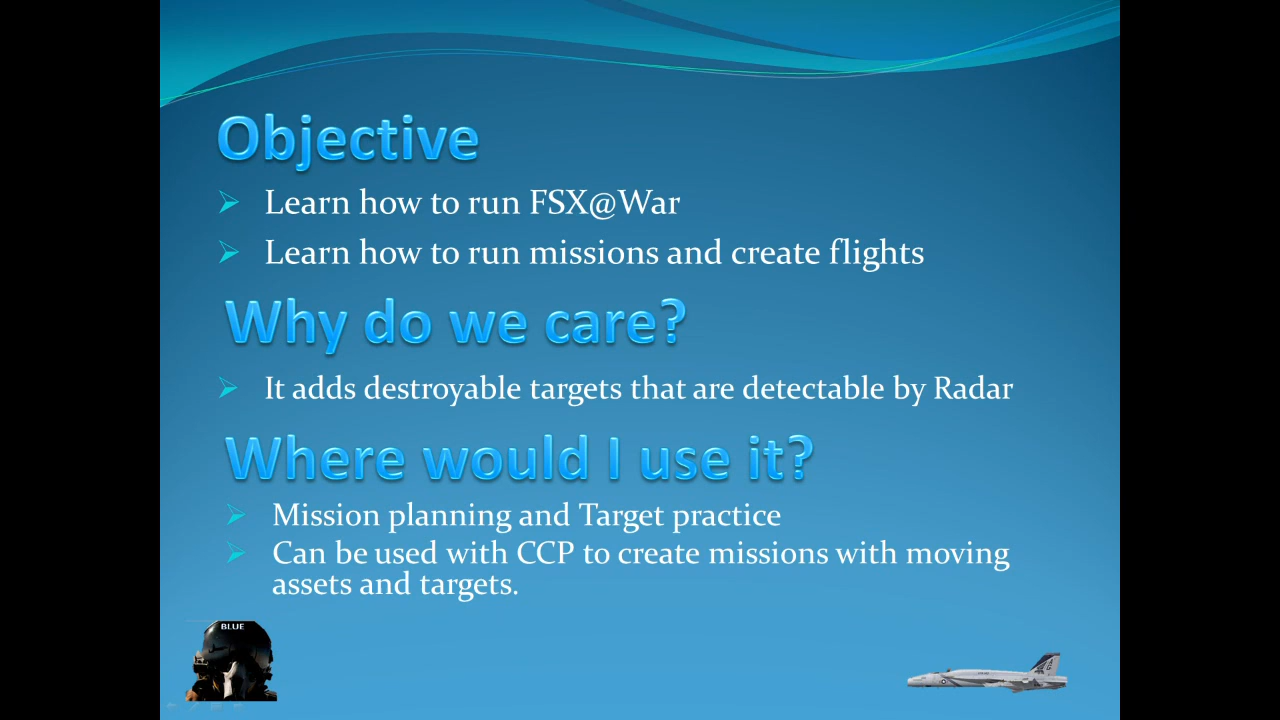 Objective
Learn how to run FSX@War
Learn how to run missions and create flights
Why do we care?
It adds destroyable targets that are detectable by Radar
Where would I use it?
Mission planning and Target practice
Can be used with CCP to create missions with moving
assets and targets.
BLUE